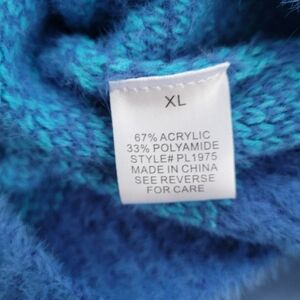 XL
67% ACRYLIC
33% POLYAMIDE
STYLE# PL1975
MADE IN CHINA
SEE REVERSE
FOR CARE